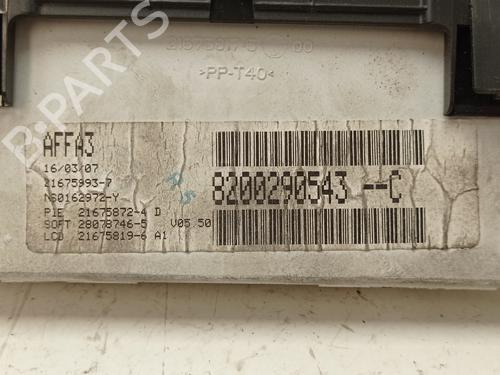 >PP-T40<
B-PARTS
AFFA3
16/03/07
21675993-7
NS0162972-Y
PIE 21675872-4 D
SOFT 28078746-5 V05.50
LCD 21675819-6 A1
8200290543 --C